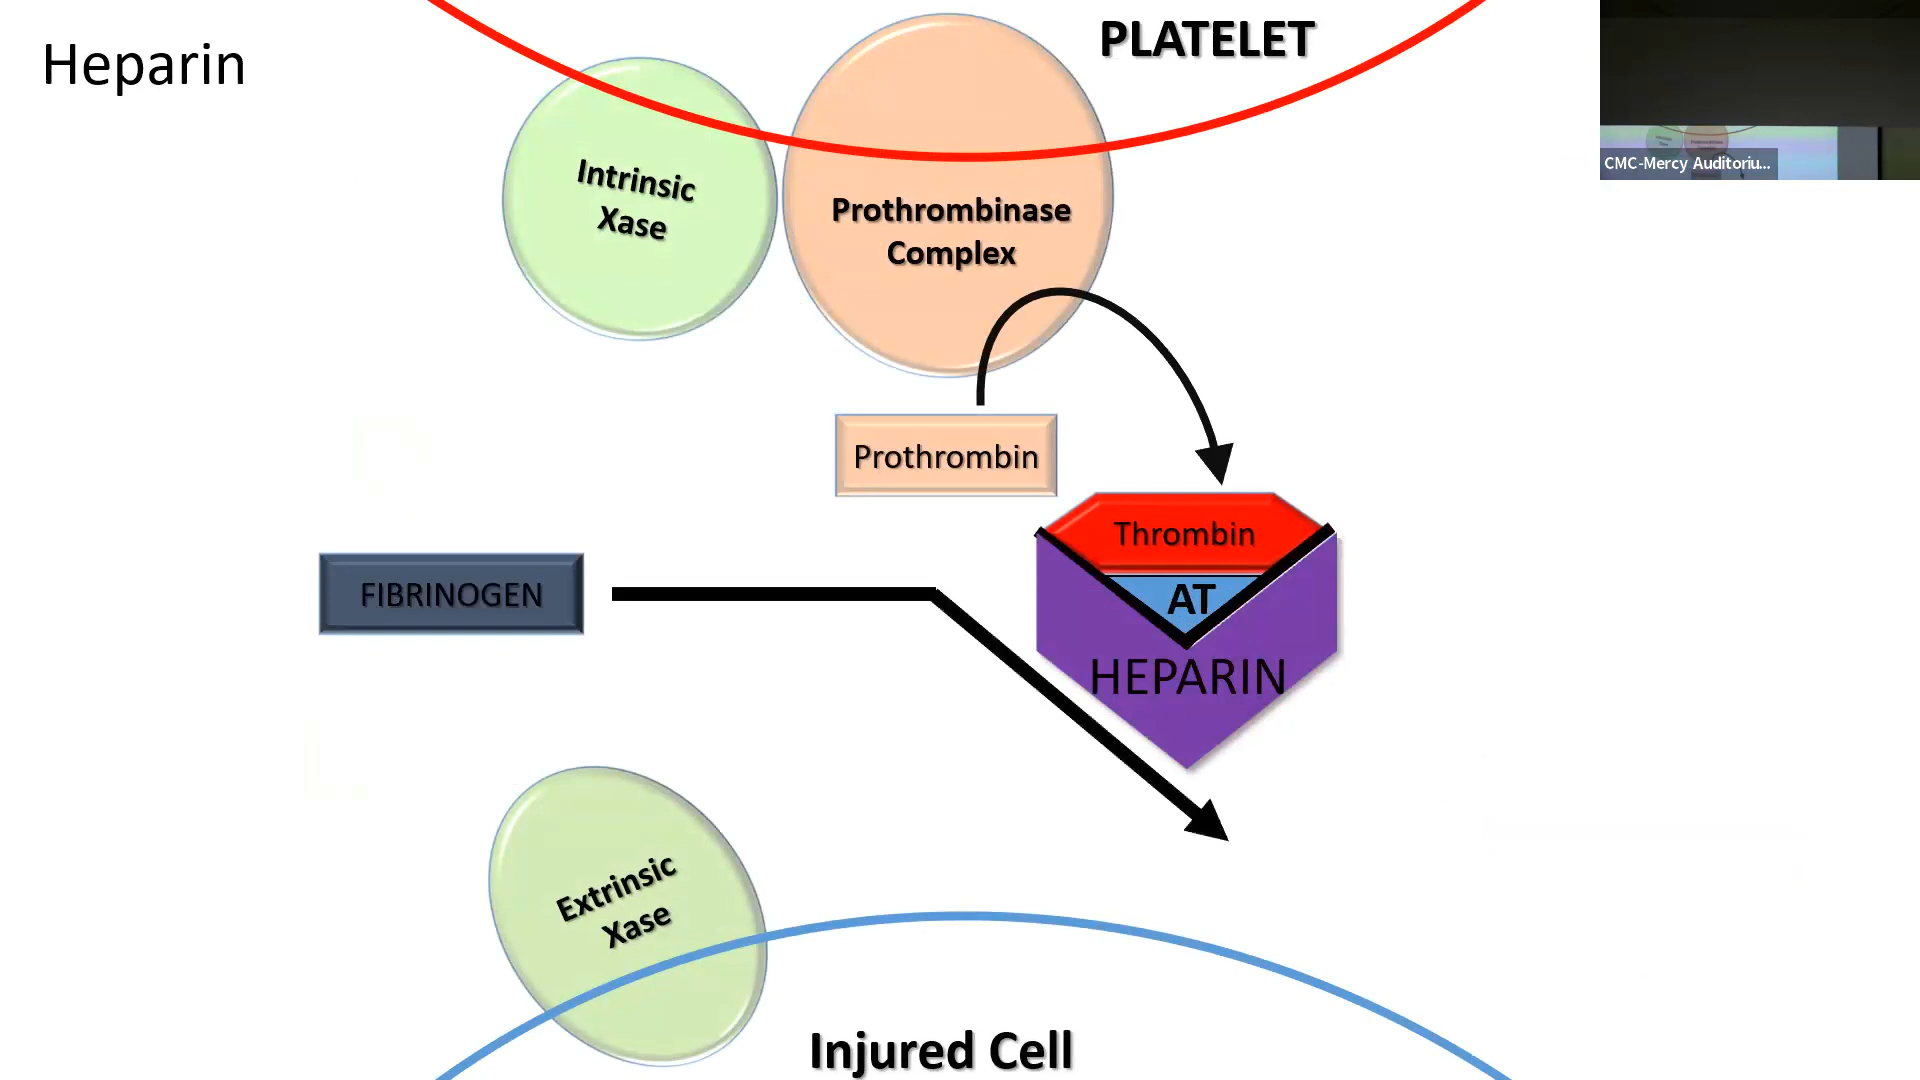 Heparin
PLATELET
Intrinsic
Xase
Prothrombinase
Complex
CMC-Mercy Auditoriu...
Prothrombin
Thrombin
AT
FIBRINOGEN
HEPARIN
Extrinsic
Xase
Injured Cell